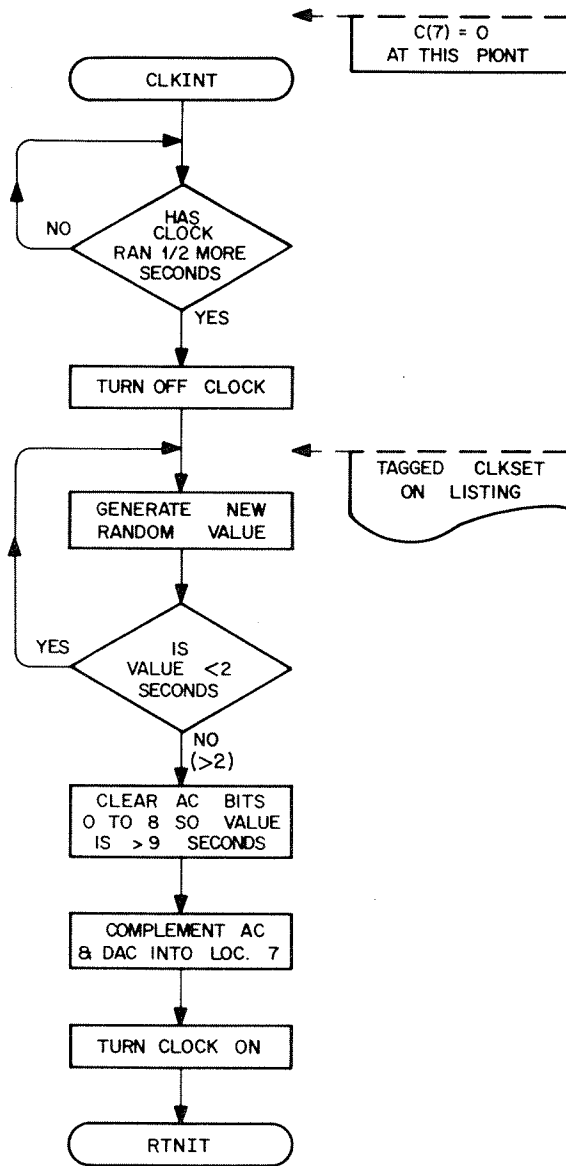 C(7) = 0
AT THIS PIONT
CLKINT
HAS
CLOCK
RAN 1/2 MORE
SECONDS
NO
YES
TURN OFF CLOCK
TAGGED CLKSET
ON LISTING
GENERATE NEW
RANDOM VALUE
YES
IS
VALUE <2
SECONDS
NO
(>2)
CLEAR AC BITS
0 TO 8 SO VALUE
IS >9 SECONDS
COMPLEMENT AC
& DAC INTO LOC. 7
TURN CLOCK ON
RTNIT